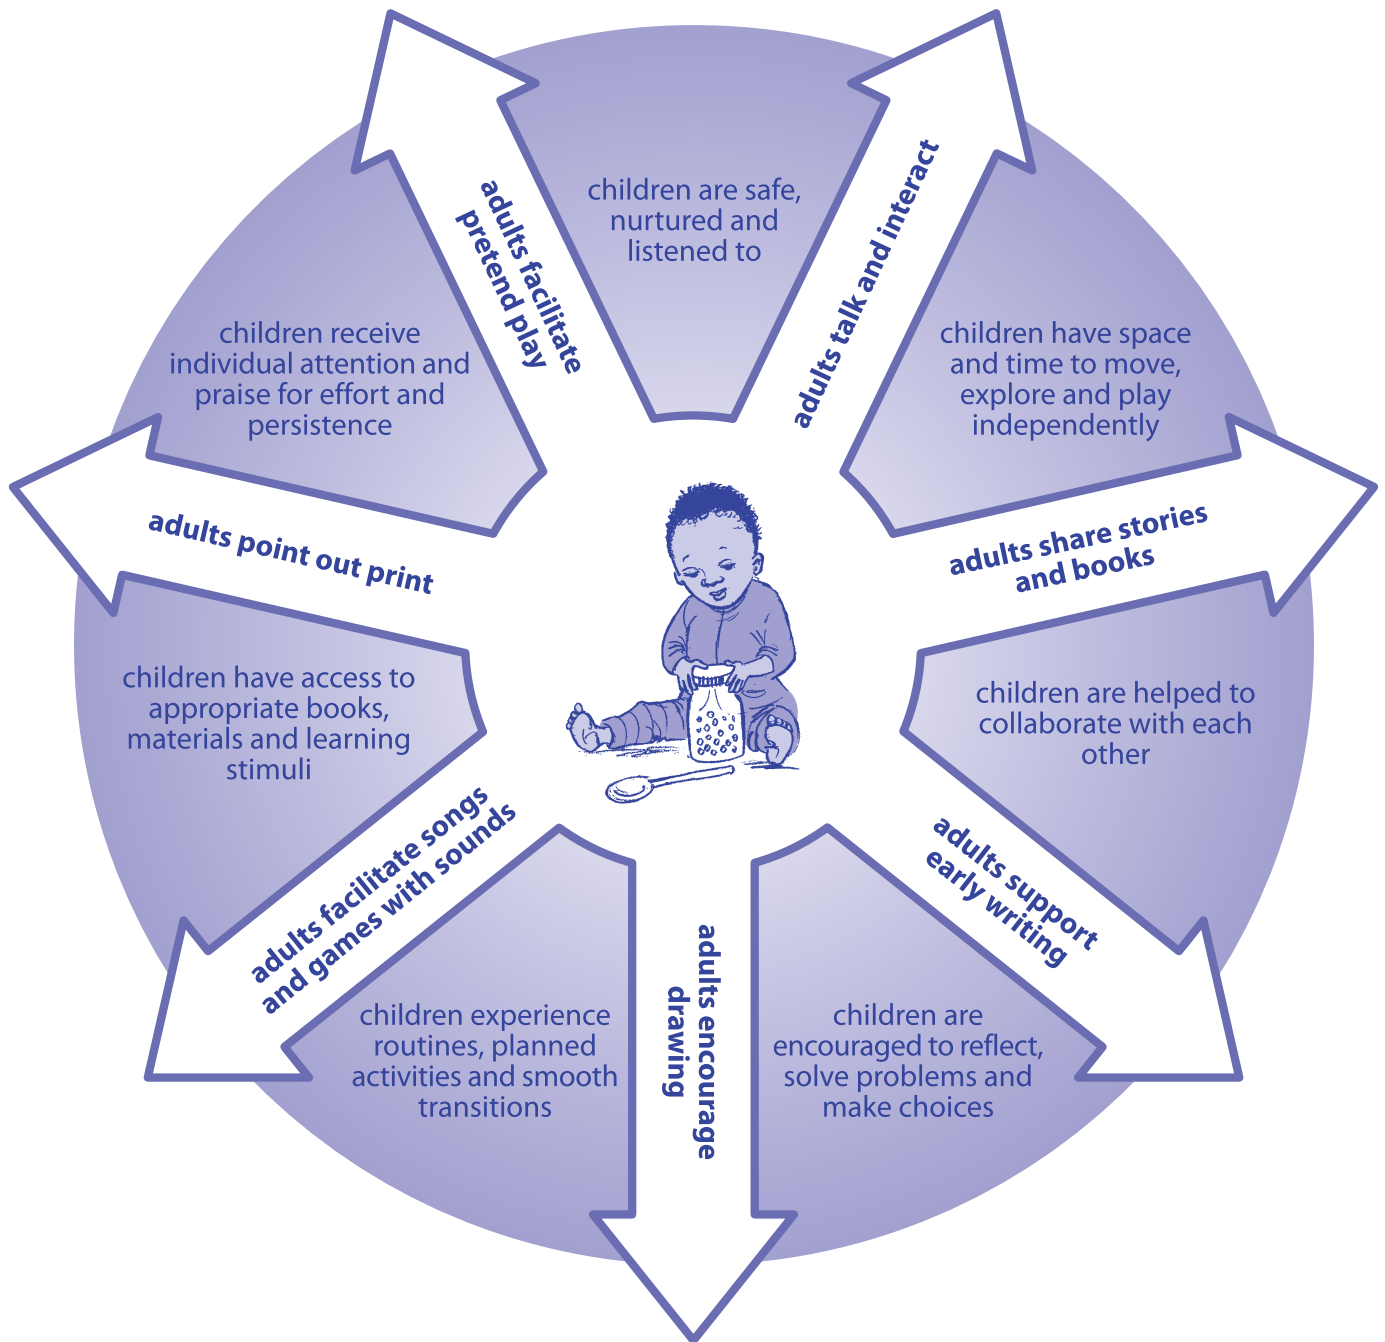 children are safe,
nurtured and
listened to
adults talk and interact
children have space
and time to move,
explore and play
independently
adults share stories
and books
children are helped to
collaborate with each
other
adults support
early writing
children are
encouraged to reflect,
solve problems and
make choices
adults encourage
drawing
children experience
routines, planned
activities and smooth
transitions
adults facilitate songs
and games with sounds
children have access to
appropriate books,
materials and learning
stimuli
adults point out print
children receive
individual attention and
praise for effort and
persistence
adults facilitate
pretend play